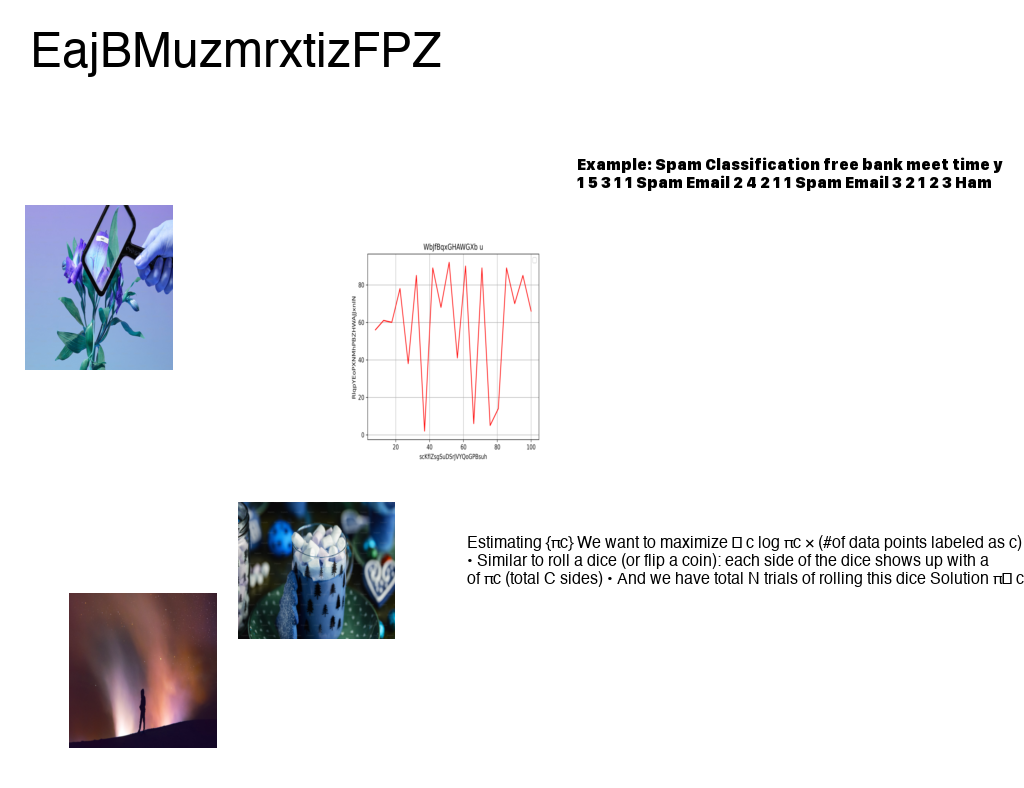 EajBMuzmrxtizFPZ
Example: Spam Classification free bank meet time y
1 5 3 1 1 Spam Email 2 4 2 1 1 Spam Email 3 2 1 2 3 Ham
WbJfBqxGHAWGXb u
80
60
40
20
0
20 40 60 80 100
Estimating {πc} We want to maximize □ c log πc × (#of data points labeled as c)
• Similar to roll a dice (or flip a coin): each side of the dice shows up with a
of πc (total C sides) • And we have total N trials of rolling this dice Solution π□ c